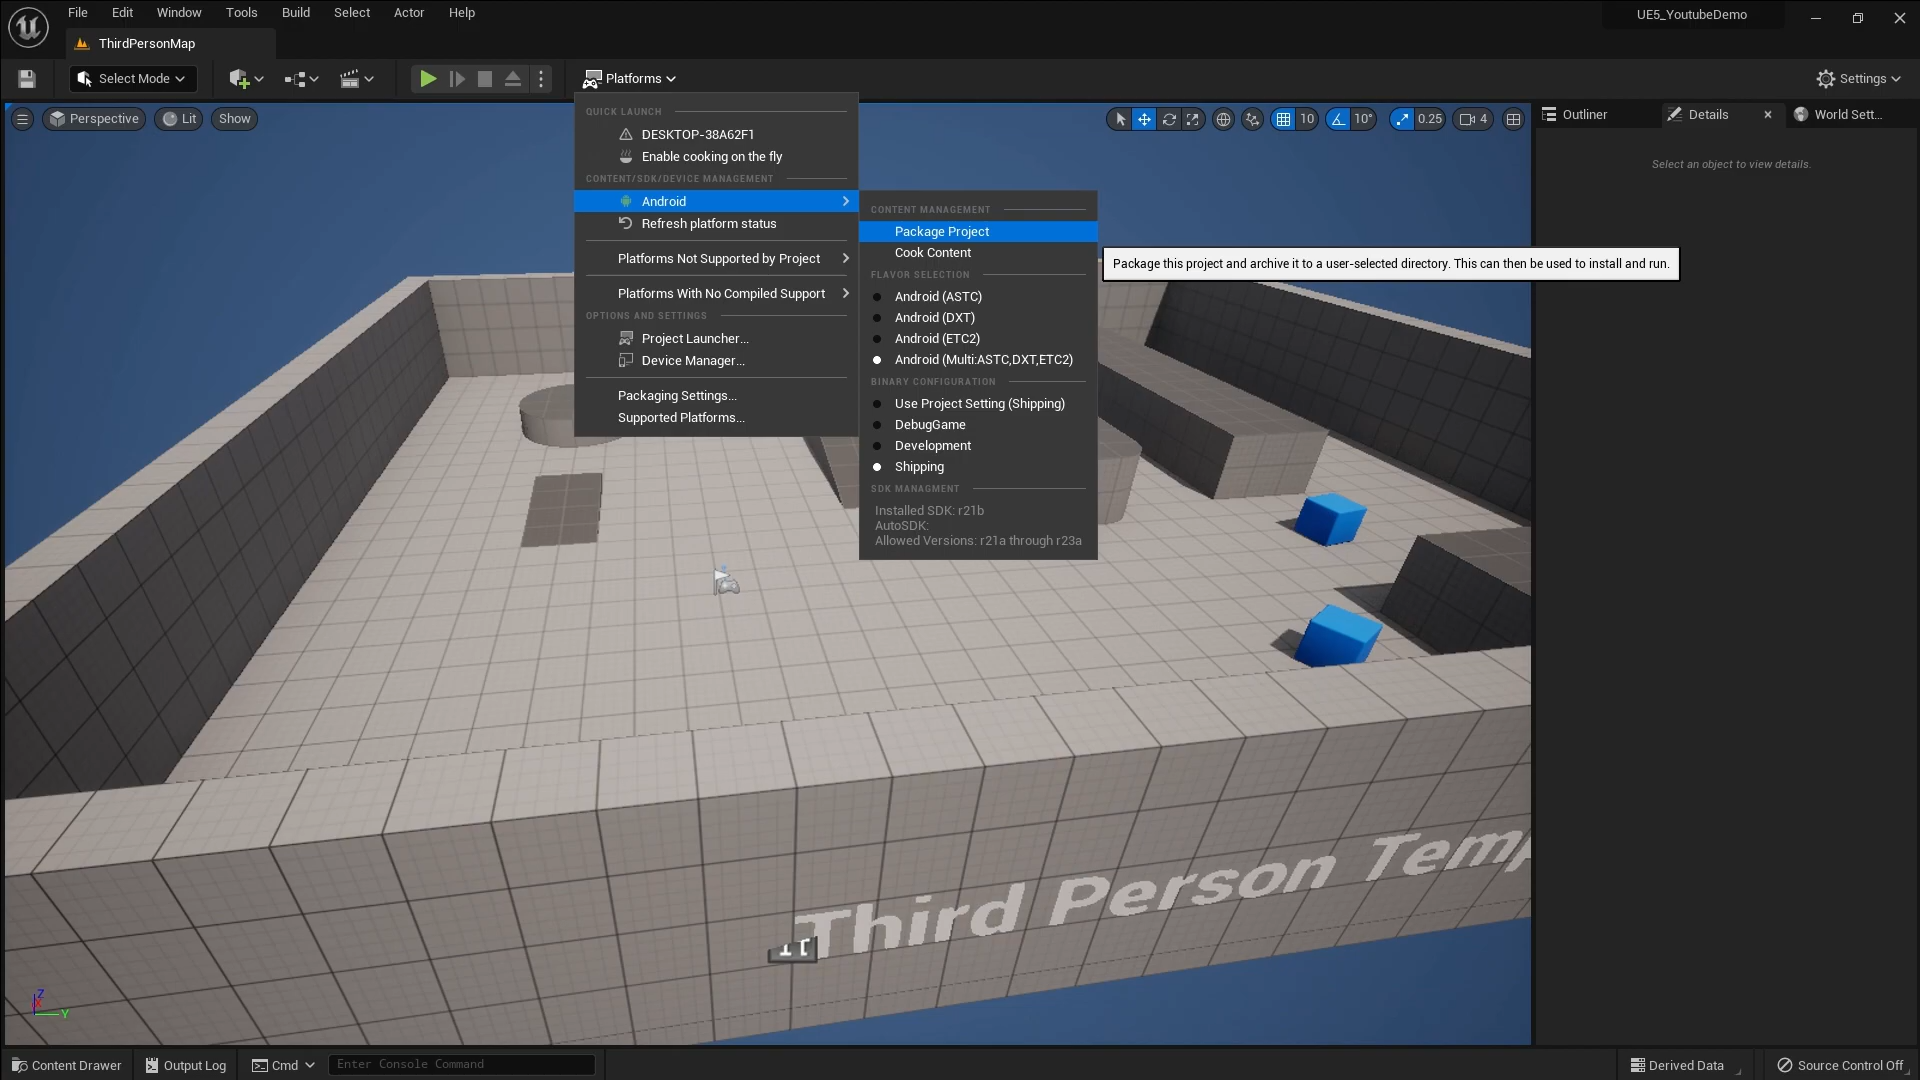 File Edit Window Tools Build Select Actor Help
UE5_YoutubeDemo
ThirdPersonMap
Select Mode
Platforms
Settings
Perspective Lit Show
10 10° 0.25 4
Outliner Details World Sett...
Select an object to view details.
QUICK LAUNCH
DESKTOP-38A62F1
Enable cooking on the fly
CONTENT/SDK/DEVICE MANAGEMENT
Android
Refresh platform status
Platforms Not Supported by Project
Platforms With No Compiled Support
OPTIONS AND SETTINGS
Project Launcher...
Device Manager...
Packaging Settings...
Supported Platforms...
CONTENT MANAGEMENT
Package Project
Cook Content
FLAVOR SELECTION
Android (ASTC)
Android (DXT)
Android (ETC2)
Android (Multi:ASTC,DXT,ETC2)
BINARY CONFIGURATION
Use Project Setting (Shipping)
DebugGame
Development
Shipping
SDK MANAGMENT
Installed SDK: r21b
AutoSDK:
Allowed Versions: r21a through r23a
Package this project and archive it to a user-selected directory. This can then be used to install and run.
Third Person Temp
Z
X
Y
Content Drawer Output Log Cmd Enter Console Command
Derived Data Source Control Off